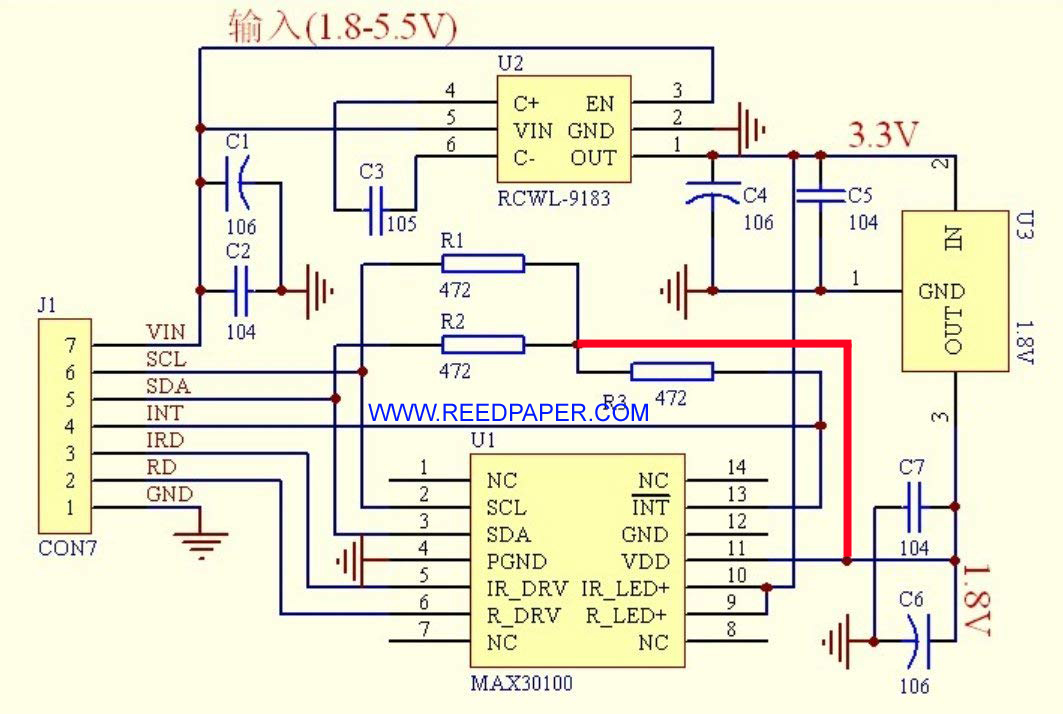 输入(1.8-5.5V)
U2
4 C+ EN 3
5 VIN GND 2
6 C- OUT 1
RCWL-9183
3.3V
C1
106
C2
104
C3
105
C4
106
C5
104
2
U3
IN
1 GND
OUT
1.8V
3
R1
472
R2
472
R3
472
WWW.REEDPAPER.COM
J1
7 VIN
6 SCL
5 SDA
4 INT
3 IRD
2 RD
1 GND
CON7
U1
1 NC NC 14
2 SCL INT 13
3 SDA GND 12
4 PGND VDD 11
5 IR_DRV IR_LED+ 10
6 R_DRV R_LED+ 9
7 NC NC 8
MAX30100
C7
104
1.8V
C6
106